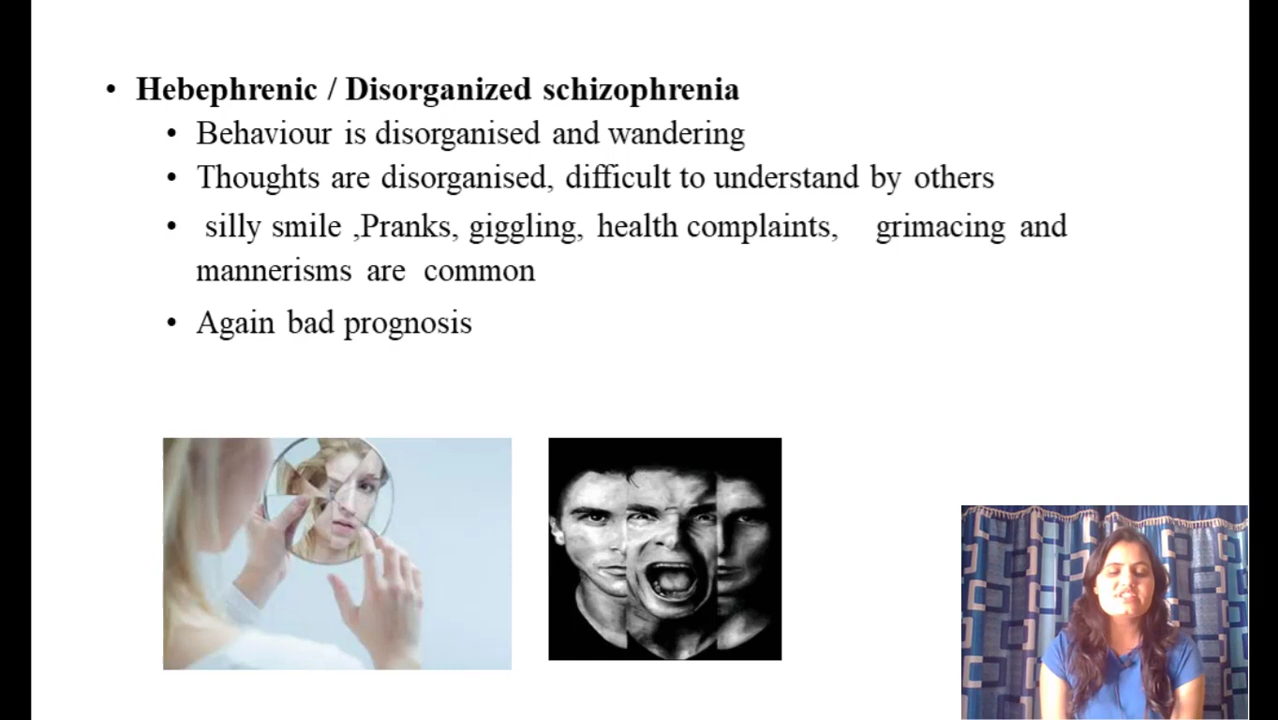 • Hebephrenic / Disorganized schizophrenia
• Behaviour is disorganised and wandering
• Thoughts are disorganised, difficult to understand by others
• silly smile ,Pranks, giggling, health complaints, grimacing and
mannerisms are common
• Again bad prognosis